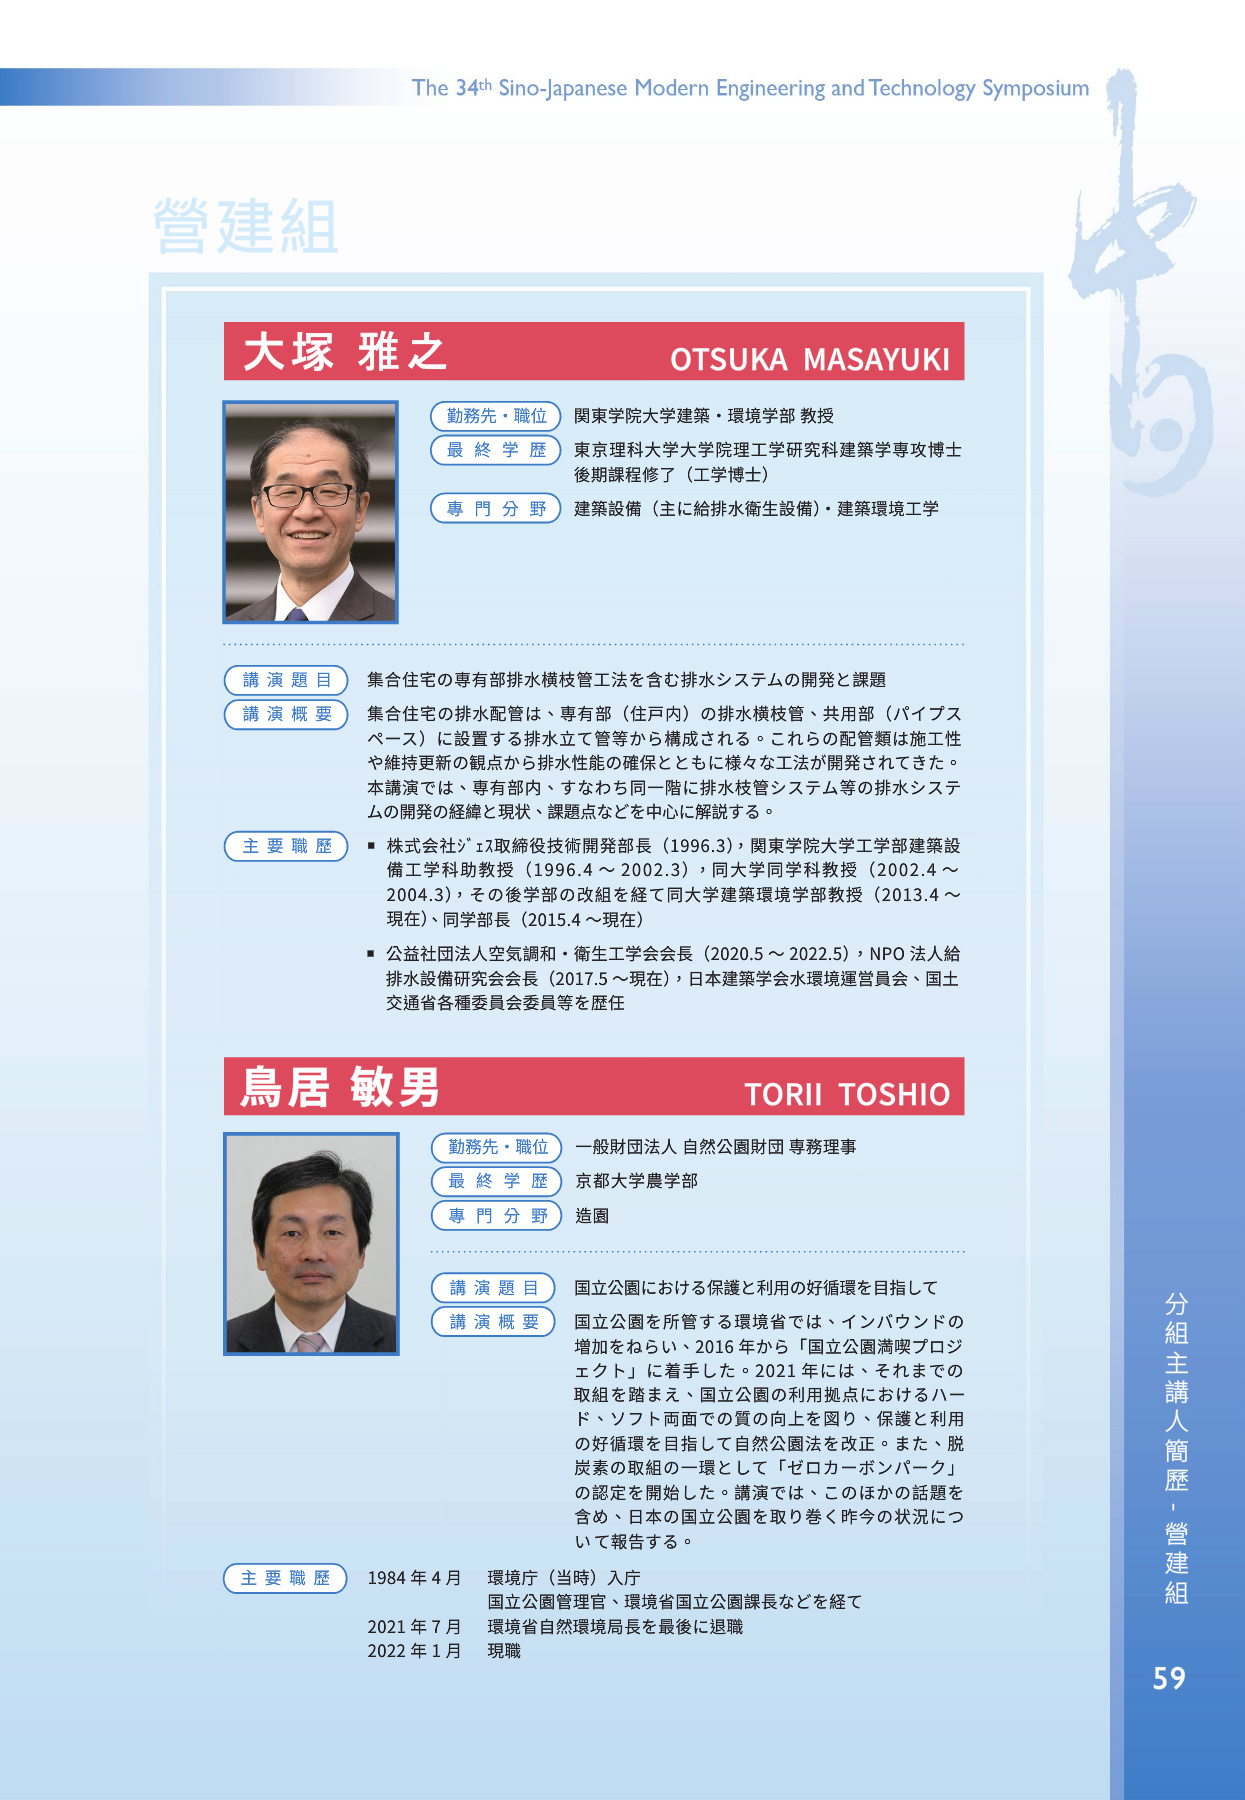 The 34th Sino-Japanese Modern Engineering and Technology Symposium
中日
營建組
大塚 雅之 OTSUKA MASAYUKI
勤務先・職位 関東学院大学建築・環境学部 教授
最終学歴 東京理科大学大学院理工学研究科建築学専攻博士
後期課程修了（工学博士）
專門分野 建築設備（主に給排水衛生設備）・建築環境工学
講演題目 集合住宅の専有部排水横枝管工法を含む排水システムの開発と課題
講演概要 集合住宅の排水配管は、専有部（住戸内）の排水横枝管、共用部（パイプス
ペース）に設置する排水立て管等から構成される。これらの配管類は施工性
や維持更新の観点から排水性能の確保とともに様々な工法が開発されてきた。
本講演では、専有部内、すなわち同一階に排水枝管システム等の排水システ
ムの開発の経緯と現状、課題点などを中心に解説する。
主要職歷 ▪ 株式会社ｼﾞｪｽ取締役技術開発部長（1996.3），関東学院大学工学部建築設
備工学科助教授（1996.4 ～ 2002.3），同大学同学科教授（2002.4 ～
2004.3），その後学部の改組を経て同大学建築環境学部教授（2013.4 ～
現在）、同学部長（2015.4 ～現在）
▪ 公益社団法人空気調和・衛生工学会会長（2020.5 ～ 2022.5），NPO 法人給
排水設備研究会会長（2017.5 ～現在），日本建築学会水環境運営員会、国土
交通省各種委員会委員等を歴任
鳥居 敏男 TORII TOSHIO
勤務先・職位 一般財団法人 自然公園財団 専務理事
最終学歴 京都大学農学部
專門分野 造園
講演題目 国立公園における保護と利用の好循環を目指して
講演概要 国立公園を所管する環境省では、インバウンドの
増加をねらい、2016 年から「国立公園満喫プロジ
ェクト」に着手した。2021 年には、それまでの
取組を踏まえ、国立公園の利用拠点におけるハー
ド、ソフト両面での質の向上を図り、保護と利用
の好循環を目指して自然公園法を改正。また、脱
炭素の取組の一環として「ゼロカーボンパーク」
の認定を開始した。講演では、このほかの話題を
含め、日本の国立公園を取り巻く昨今の状況につ
いて報告する。
主要職歷 1984 年 4 月 環境庁（当時）入庁
国立公園管理官、環境省国立公園課長などを経て
2021 年 7 月 環境省自然環境局長を最後に退職
2022 年 1 月 現職
分組主講人簡歷 - 營建組
59